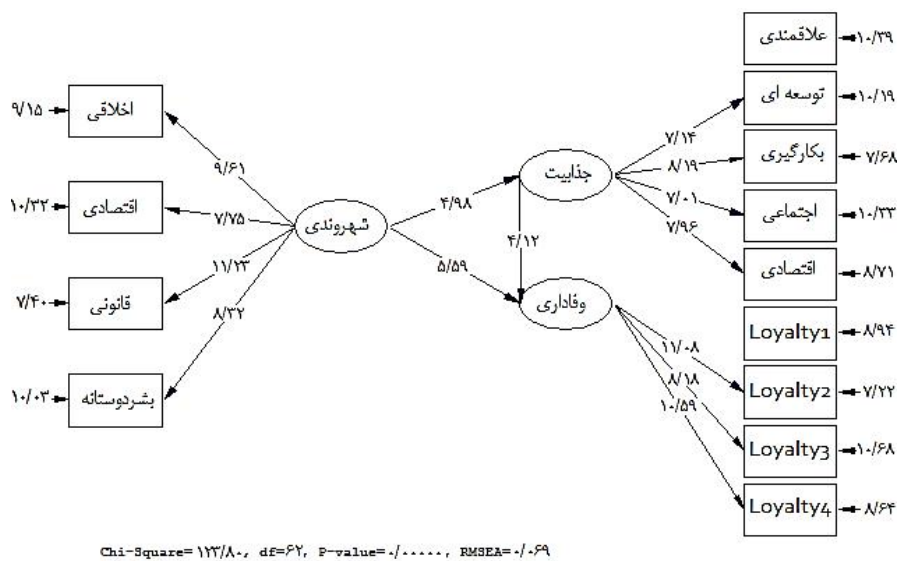 علاقمندی
۱۰/۳۹
توسعه ای
۱۰/۱۹
۹/۱۵
اخلاقی
۷/۱۴
بکارگیری
۷/۶۸
۹/۶۱
جذابیت
۸/۱۹
۱۰/۳۲
اقتصادی
۷/۷۵
شهروندی
۴/۹۸
۷/۰۱
اجتماعی
۱۰/۳۳
۷/۹۶
۴/۱۲
اقتصادی
۸/۷۱
۷/۴۰
قانونی
۱۱/۲۳
۵/۵۹
وفاداری
۸/۳۲
Loyalty1
۸/۹۴
۱۱/۰۸
۱۰/۰۳
بشردوستانه
۸/۱۸
Loyalty2
۷/۲۲
۱۰/۵۹
Loyalty3
۱۰/۶۸
Loyalty4
۸/۶۴
Chi-Square=۱۲۳/۸۰, df=۶۲, P-value=۰/۰۰۰۰۰, RMSEA=۰/۰۶۹